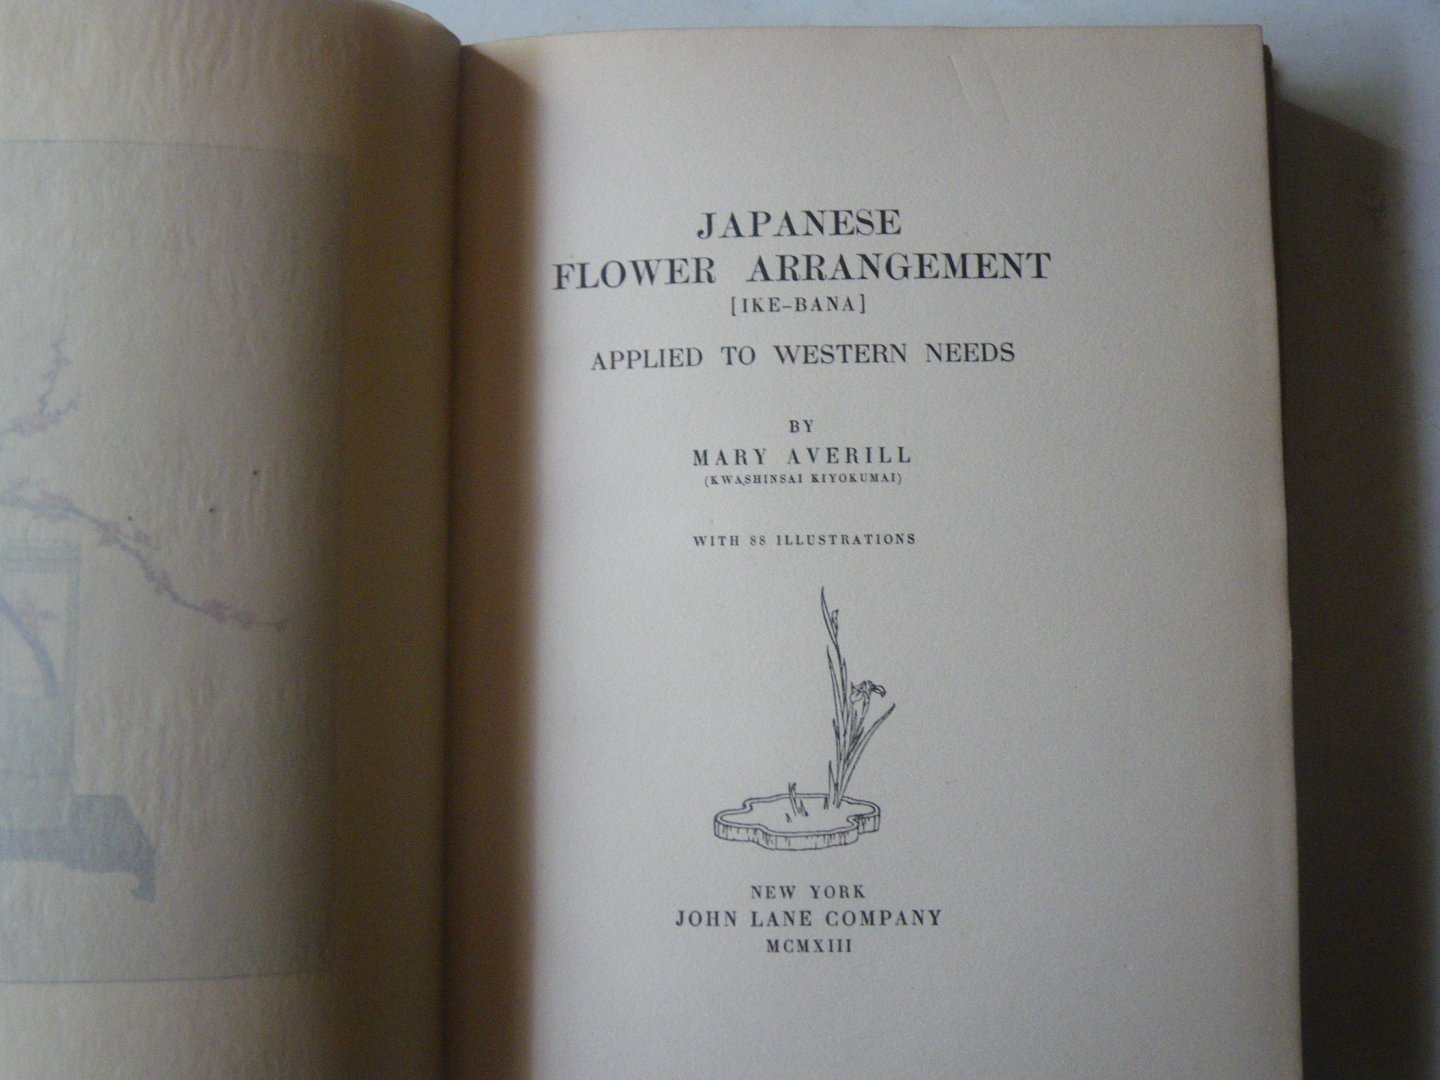 JAPANESE
FLOWER ARRANGEMENT
[IKE-BANA]
APPLIED TO WESTERN NEEDS
BY
MARY AVERILL
(KWASHINSAI KIYOKUMAI)
WITH 88 ILLUSTRATIONS
NEW YORK
JOHN LANE COMPANY
MCMXIII